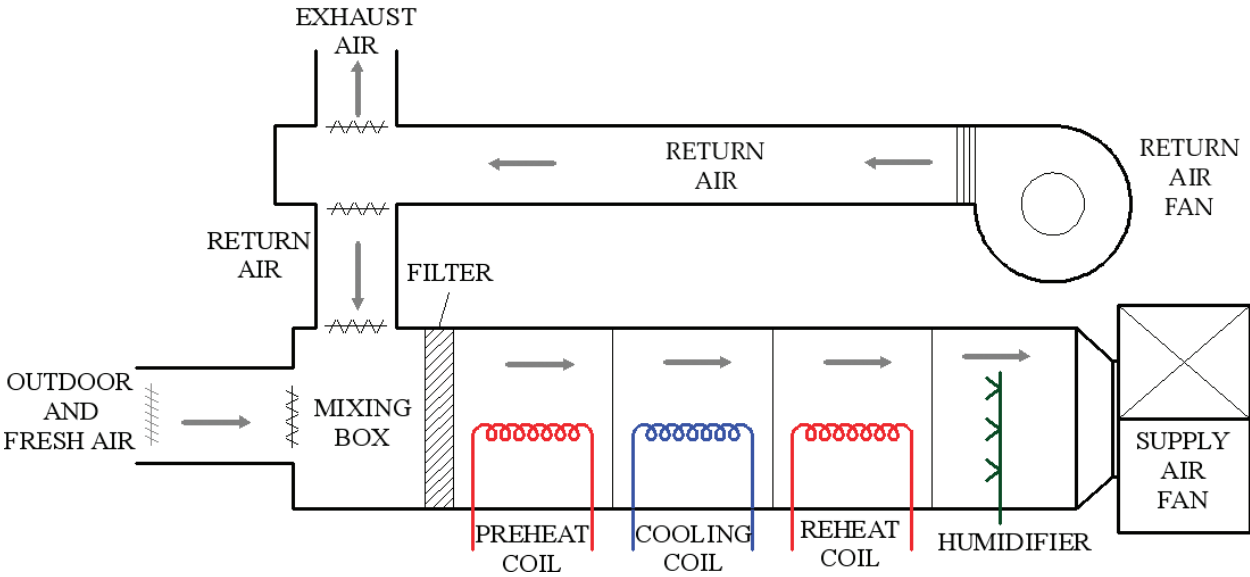 EXHAUST
AIR
RETURN
AIR
RETURN
AIR
FAN
RETURN
AIR
FILTER
OUTDOOR
AND
FRESH AIR
MIXING
BOX
SUPPLY
AIR
FAN
PREHEAT
COIL
COOLING
COIL
REHEAT
COIL
HUMIDIFIER